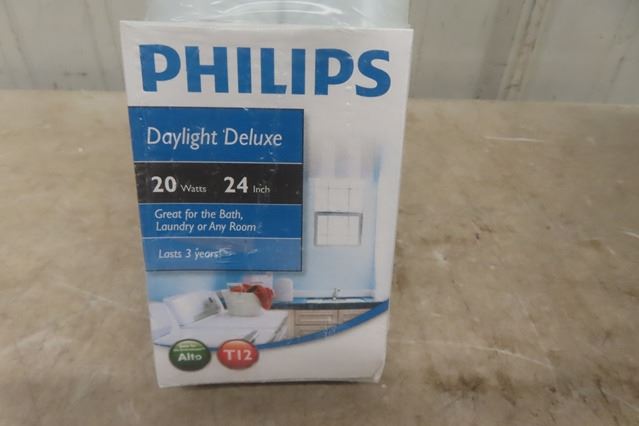 PHILIPS
Daylight Deluxe
20 Watts 24 Inch
Great for the Bath,
Laundry or Any Room
Lasts 3 years
Alto T12